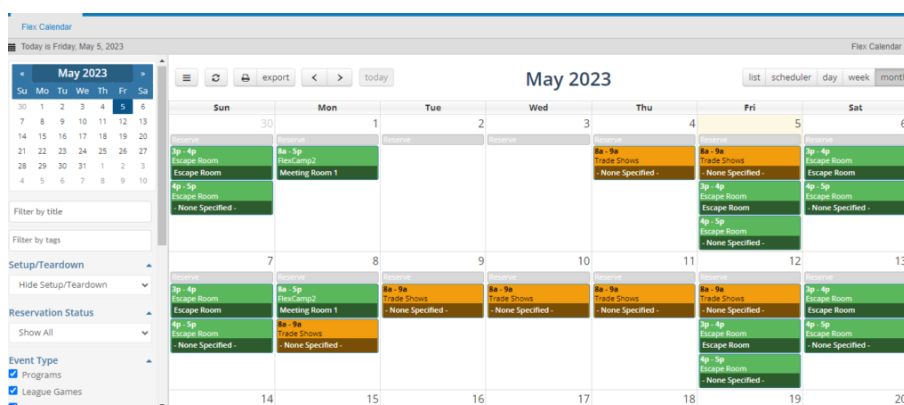 Flex Calendar
Today is Friday, May 5, 2023
Flex Calendar
« May 2023 »
Su Mo Tu We Th Fr Sa
30 1 2 3 4 5 6
7 8 9 10 11 12 13
14 15 16 17 18 19 20
21 22 23 24 25 26 27
28 29 30 31 1 2 3
4 5 6 7 8 9 10
Filter by title
Filter by tags
Setup/Teardown
Hide Setup/Teardown
Reservation Status
Show All
Event Type
Programs
League Games
export < > today
May 2023
list scheduler day week month
Sun Mon Tue Wed Thu Fri Sat
30 1 2 3 4 5 6
Reserve Reserve Reserve Reserve Reserve Reserve Reserve
3p - 4p
Escape Room
Escape Room
4p - 5p
Escape Room
- None Specified -
8a - 5p
FlexCamp2
Meeting Room 1
8a - 9a
Trade Shows
- None Specified -
8a - 9a
Trade Shows
- None Specified -
3p - 4p
Escape Room
Escape Room
4p - 5p
Escape Room
- None Specified -
3p - 4p
Escape Room
Escape Room
4p - 5p
Escape Room
- None Specified -
7 8 9 10 11 12 13
Reserve Reserve Reserve Reserve Reserve Reserve Reserve
3p - 4p
Escape Room
Escape Room
4p - 5p
Escape Room
- None Specified -
8a - 5p
FlexCamp2
Meeting Room 1
8a - 9a
Trade Shows
- None Specified -
8a - 9a
Trade Shows
- None Specified -
8a - 9a
Trade Shows
- None Specified -
8a - 9a
Trade Shows
- None Specified -
8a - 9a
Trade Shows
- None Specified -
3p - 4p
Escape Room
Escape Room
4p - 5p
Escape Room
- None Specified -
3p - 4p
Escape Room
Escape Room
4p - 5p
Escape Room
- None Specified -
14 15 16 17 18 19 20